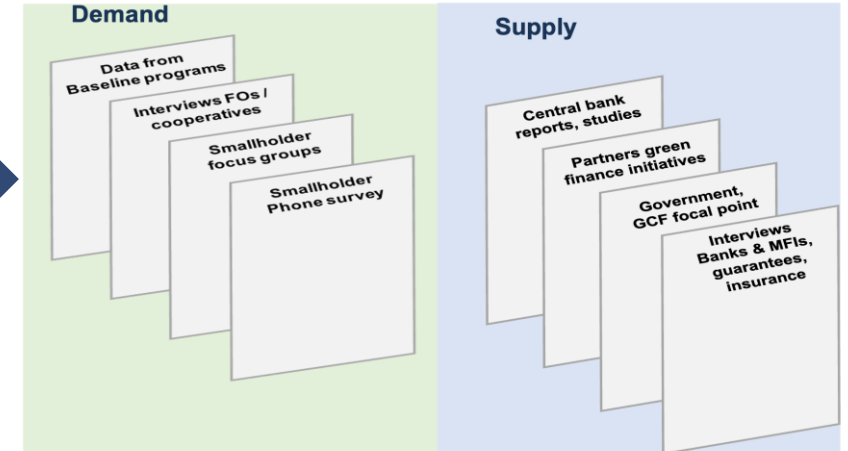 Demand
Data from
Baseline programs
Interviews FOs /
cooperatives
Smallholder
focus groups
Smallholder
Phone survey
Supply
Central bank
reports, studies
Partners green
finance initiatives
Government,
GCF focal point
Interviews
Banks & MFIs,
guarantees,
insurance